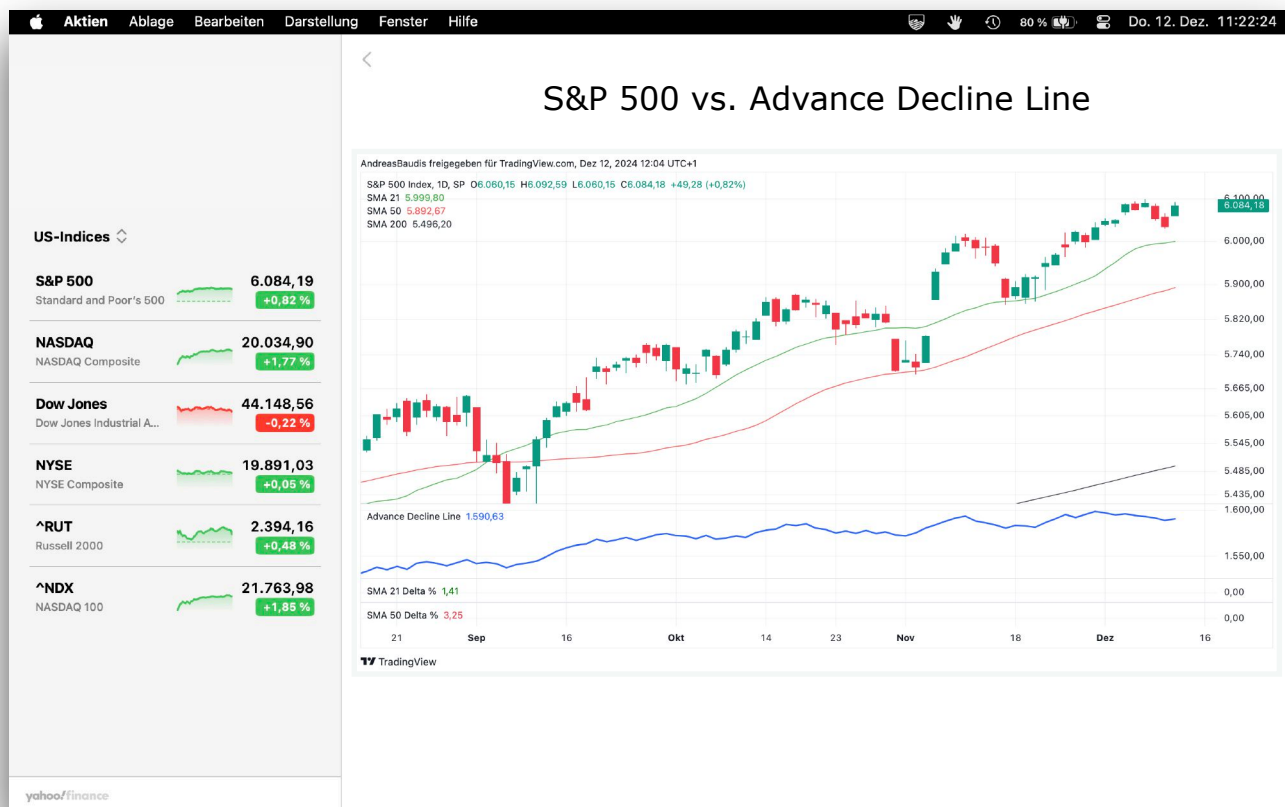 Aktien Ablage Bearbeiten Darstellung Fenster Hilfe 80 % Do. 12. Dez. 11:22:24
S&P 500 vs. Advance Decline Line
US-Indices
S&P 500 6.084,19
Standard and Poor's 500 +0,82 %
NASDAQ 20.034,90
NASDAQ Composite +1,77 %
Dow Jones 44.148,56
Dow Jones Industrial A... -0,22 %
NYSE 19.891,03
NYSE Composite +0,05 %
^RUT 2.394,16
Russell 2000 +0,48 %
^NDX 21.763,98
NASDAQ 100 +1,85 %
yahoo!finance
AndreasBaudis freigegeben für TradingView.com, Dez 12, 2024 12:04 UTC+1
S&P 500 Index, 1D, SP O6.060,15 H6.092,59 L6.060,15 C6.084,18 +49,28 (+0,82%)
SMA 21 5.999,80
SMA 50 5.892,67
SMA 200 5.496,20
6.100,00
6.084,18
6.000,00
5.900,00
5.820,00
5.740,00
5.665,00
5.605,00
5.545,00
5.485,00
5.435,00
Advance Decline Line 1.590,63
1.600,00
1.550,00
SMA 21 Delta % 1,41
0,00
SMA 50 Delta % 3,25
0,00
21 Sep 16 Okt 14 23 Nov 18 Dez 16
TradingView